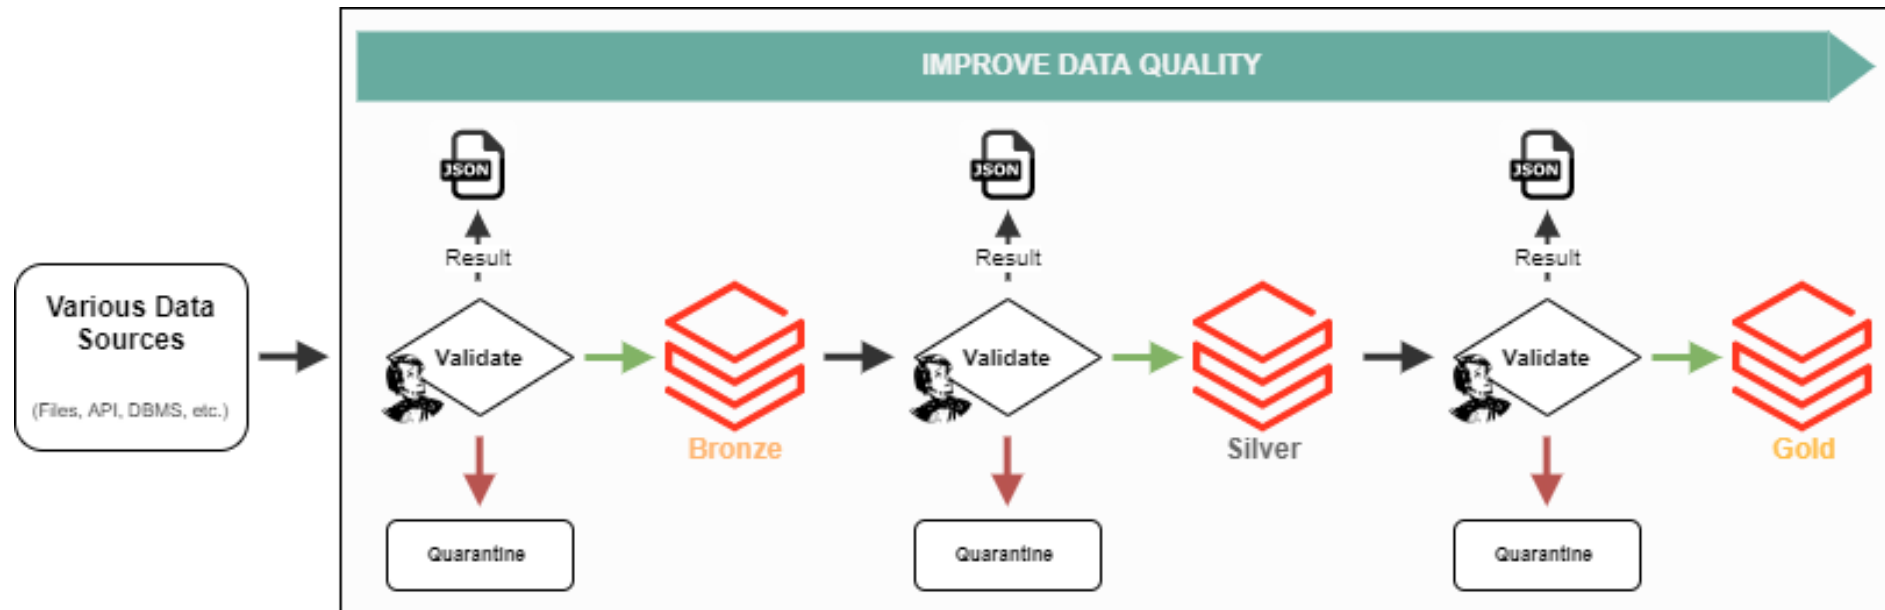 IMPROVE DATA QUALITY
JSON
JSON
JSON
Result
Result
Result
Various Data
Sources
(Files, API, DBMS, etc.)
Validate
Validate
Validate
Bronze
Silver
Gold
Quarantine
Quarantine
Quarantine